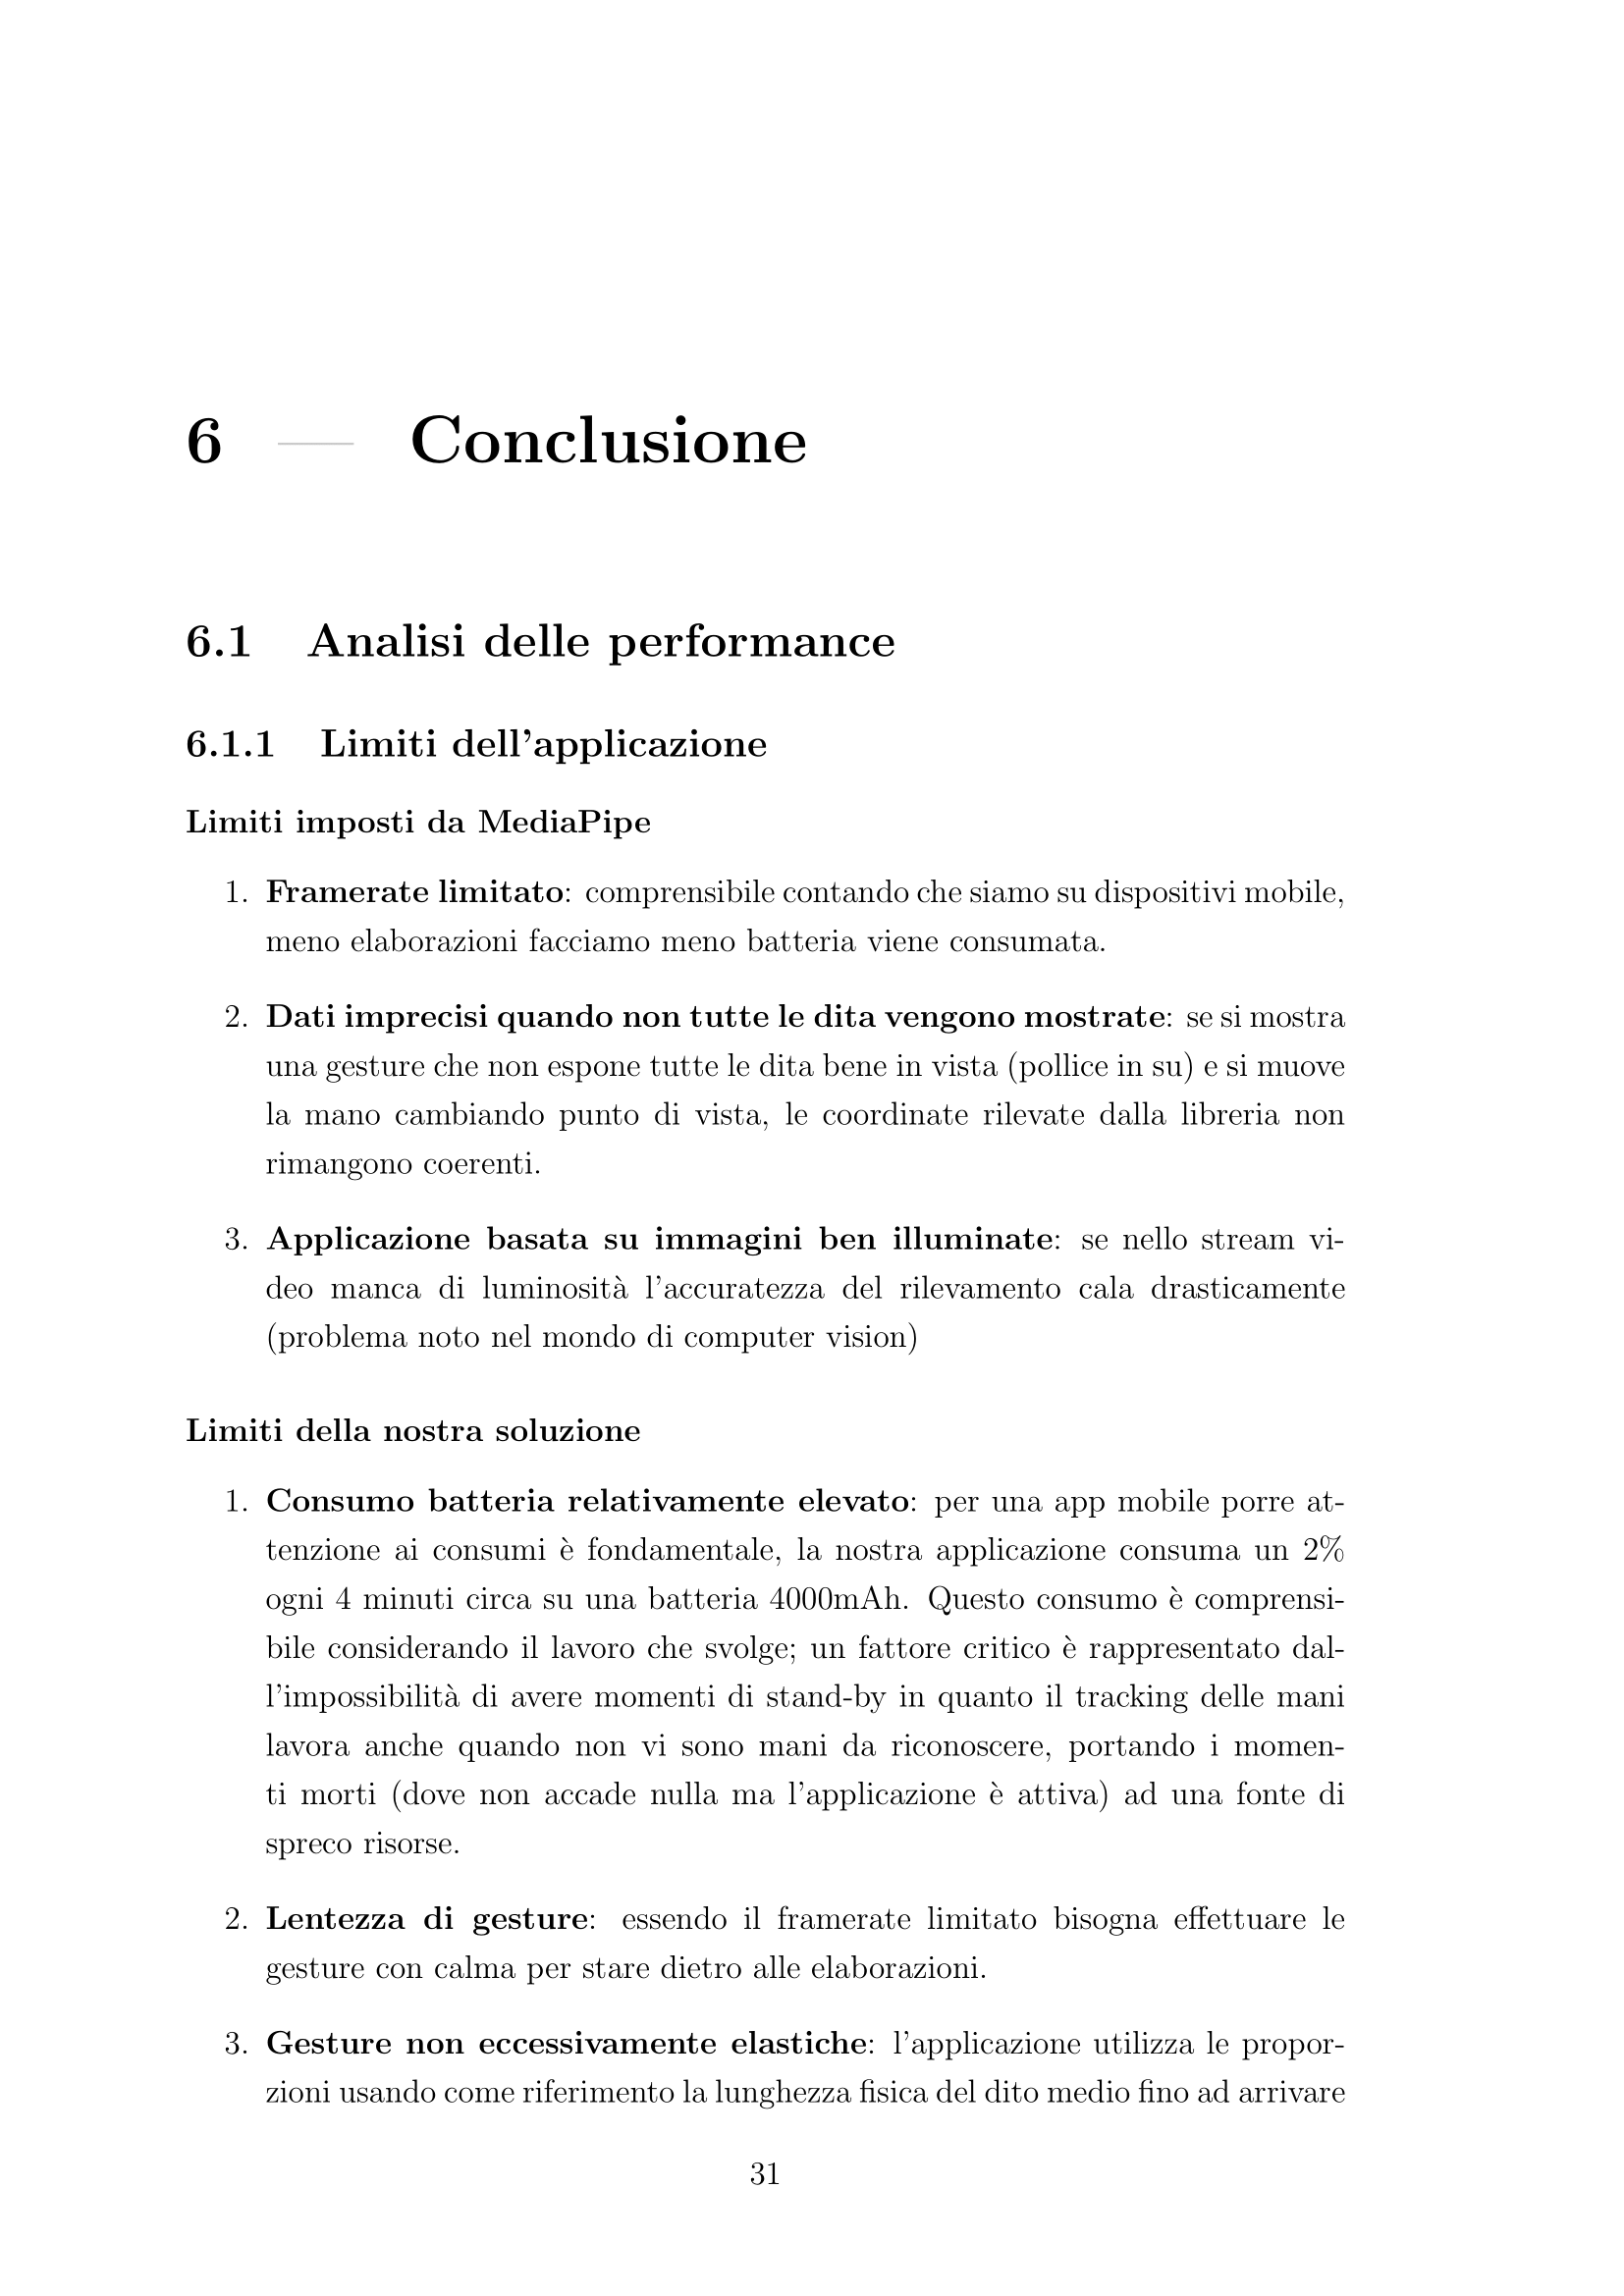 6 — Conclusione
6.1 Analisi delle performance
6.1.1 Limiti dell'applicazione
Limiti imposti da MediaPipe
1. Framerate limitato: comprensibile contando che siamo su dispositivi mobile,
meno elaborazioni facciamo meno batteria viene consumata.
2. Dati imprecisi quando non tutte le dita vengono mostrate: se si mostra
una gesture che non espone tutte le dita bene in vista (pollice in su) e si muove
la mano cambiando punto di vista, le coordinate rilevate dalla libreria non
rimangono coerenti.
3. Applicazione basata su immagini ben illuminate: se nello stream vi-
deo manca di luminosità l'accuratezza del rilevamento cala drasticamente
(problema noto nel mondo di computer vision)
Limiti della nostra soluzione
1. Consumo batteria relativamente elevato: per una app mobile porre at-
tenzione ai consumi è fondamentale, la nostra applicazione consuma un 2%
ogni 4 minuti circa su una batteria 4000mAh. Questo consumo è comprensi-
bile considerando il lavoro che svolge; un fattore critico è rappresentato dal-
l'impossibilità di avere momenti di stand-by in quanto il tracking delle mani
lavora anche quando non vi sono mani da riconoscere, portando i momen-
ti morti (dove non accade nulla ma l'applicazione è attiva) ad una fonte di
spreco risorse.
2. Lentezza di gesture: essendo il framerate limitato bisogna effettuare le
gesture con calma per stare dietro alle elaborazioni.
3. Gesture non eccessivamente elastiche: l'applicazione utilizza le propor-
zioni usando come riferimento la lunghezza fisica del dito medio fino ad arrivare
31